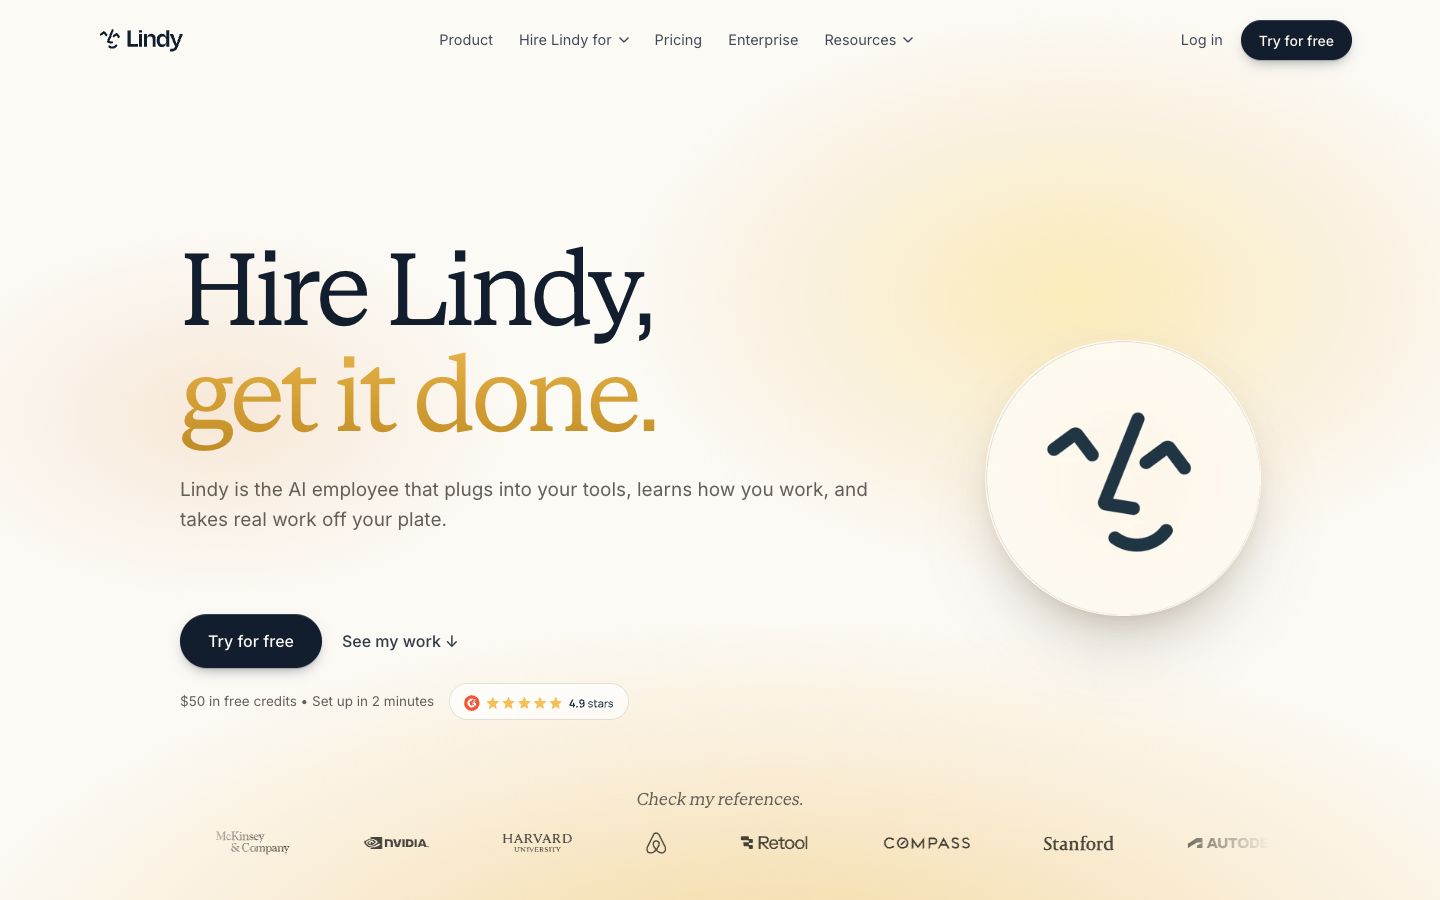 Lindy
Product
Hire Lindy for
Pricing
Enterprise
Resources
Log in
Try for free
Hire Lindy,
get it done.
Lindy is the AI employee that plugs into your tools, learns how you work, and
takes real work off your plate.
Try for free
See my work ↓
$50 in free credits • Set up in 2 minutes
4.9 stars
Check my references.
McKinsey
& Company
NVIDIA
HARVARD
UNIVERSITY
Retool
COMPASS
Stanford
AUTODE